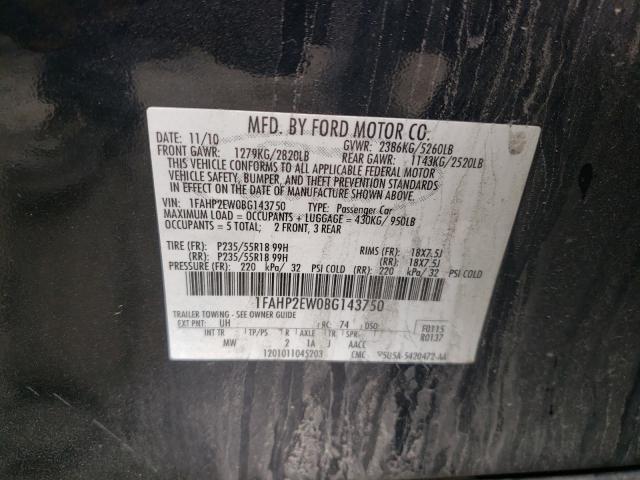 MFD. BY FORD MOTOR CO.
DATE: 11/10 GVWR: 2386KG/5260LB
FRONT GAWR: 1279KG/2820LB REAR GAWR: 1143KG/2520LB
THIS VEHICLE CONFORMS TO ALL APPLICABLE FEDERAL MOTOR
VEHICLE SAFETY, BUMPER, AND THEFT PREVENTION STANDARDS
IN EFFECT ON THE DATE OF MANUFACTURE SHOWN ABOVE.
VIN: 1FAHP2EW0BG143750 TYPE: Passenger Car
MAXIMUM LOAD = OCCUPANTS + LUGGAGE = 430KG/ 950LB
OCCUPANTS = 5 TOTAL; 2 FRONT, 3 REAR
TIRE (FR): P235/55R18 99H RIMS (FR): 18X7.5J
(RR): P235/55R18 99H (RR): 18X7.5J
PRESSURE (FR): 220 kPa/ 32 PSI COLD (RR): 220 kPa/ 32 PSI COLD
1FAHP2EW0BG143750
TRAILER TOWING - SEE OWNER GUIDE
EXT PNT: UH RC: 74 DSO: F0115
INT TR TP/PS R AXLE TR SPR R0137
MW 2 1A J AACC
1201011045203 CMC 5U5A-5420472-AA